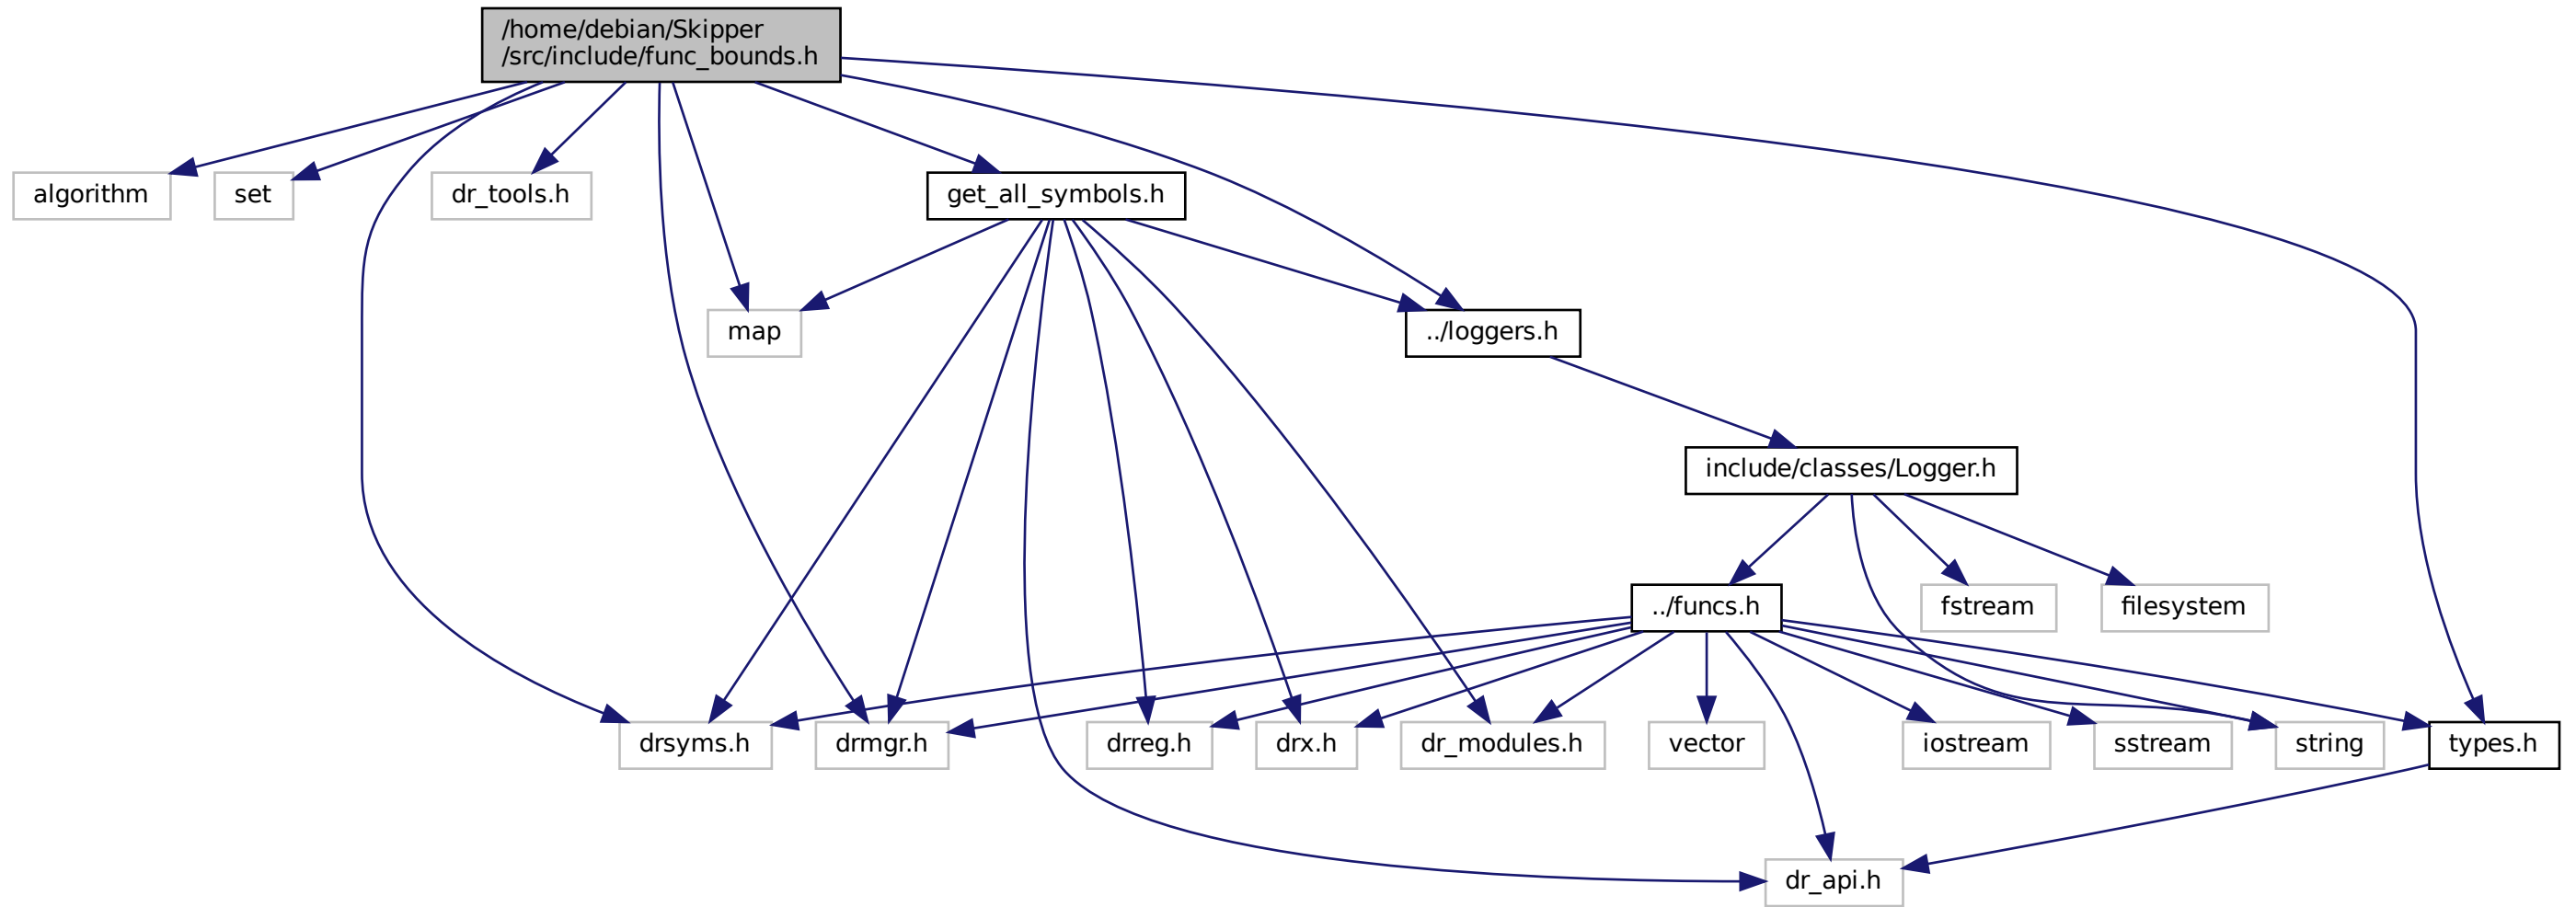 /home/debian/Skipper
/src/include/func_bounds.h
algorithm
set
dr_tools.h
get_all_symbols.h
map
../loggers.h
include/classes/Logger.h
../funcs.h
fstream
filesystem
drsyms.h
drmgr.h
drreg.h
drx.h
dr_modules.h
vector
iostream
sstream
string
types.h
dr_api.h